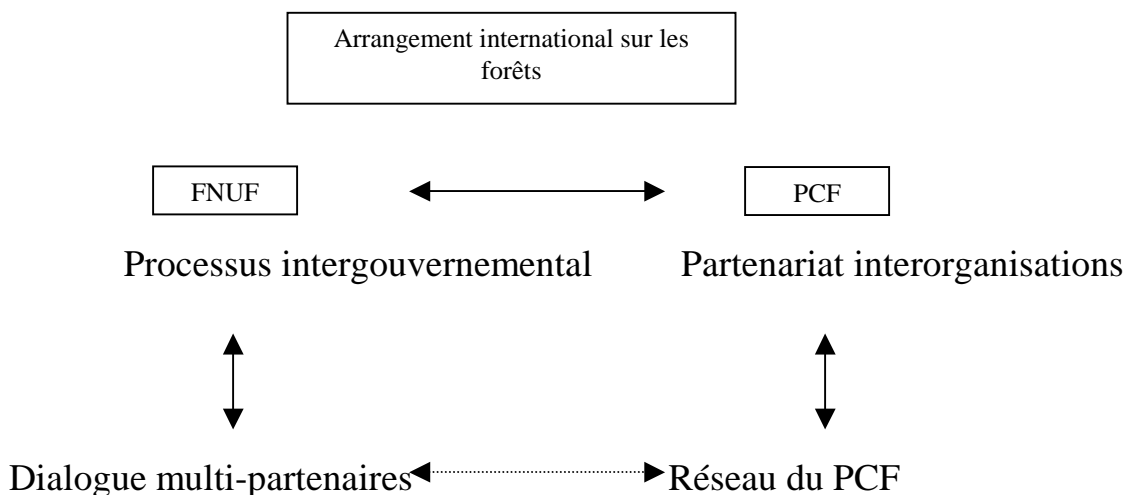 Arrangement international sur les
forêts
FNUF
PCF
Processus intergouvernemental
Partenariat interorganisations
Dialogue multi-partenaires
Réseau du PCF